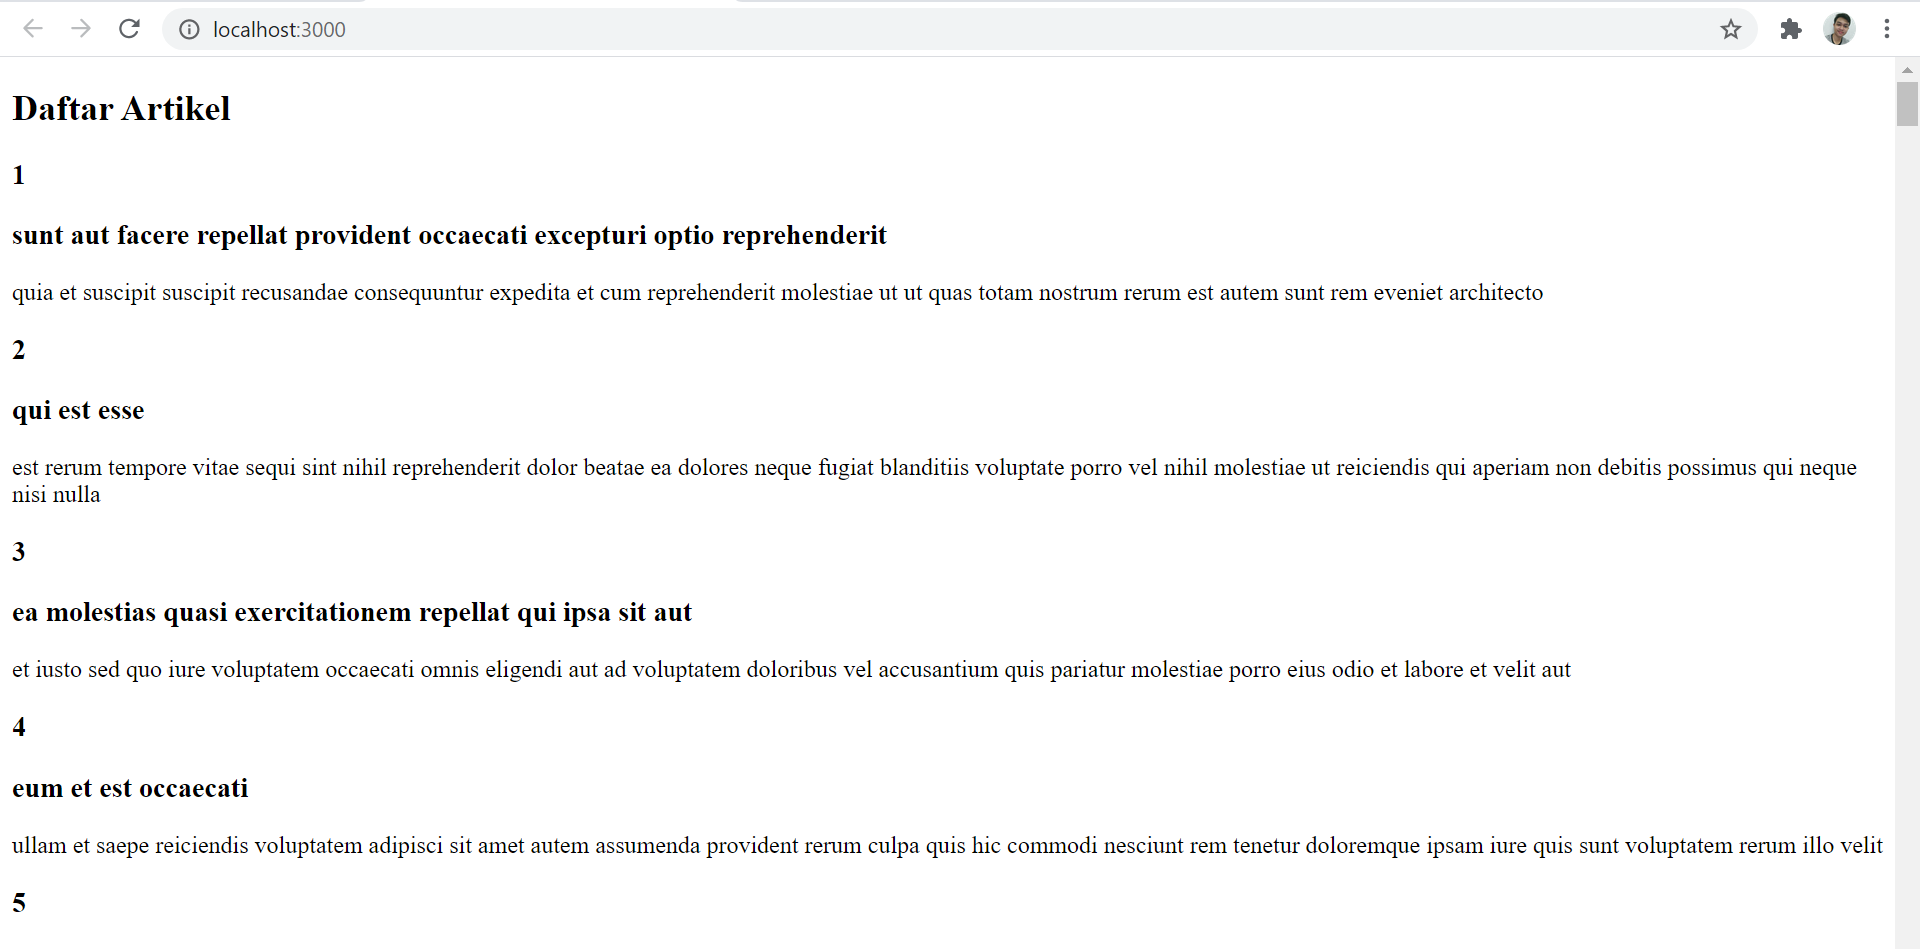 localhost:3000
Daftar Artikel
1
sunt aut facere repellat provident occaecati excepturi optio reprehenderit
quia et suscipit suscipit recusandae consequuntur expedita et cum reprehenderit molestiae ut ut quas totam nostrum rerum est autem sunt rem eveniet architecto
2
qui est esse
est rerum tempore vitae sequi sint nihil reprehenderit dolor beatae ea dolores neque fugiat blanditiis voluptate porro vel nihil molestiae ut reiciendis qui aperiam non debitis possimus qui neque
nisi nulla
3
ea molestias quasi exercitationem repellat qui ipsa sit aut
et iusto sed quo iure voluptatem occaecati omnis eligendi aut ad voluptatem doloribus vel accusantium quis pariatur molestiae porro eius odio et labore et velit aut
4
eum et est occaecati
ullam et saepe reiciendis voluptatem adipisci sit amet autem assumenda provident rerum culpa quis hic commodi nesciunt rem tenetur doloremque ipsam iure quis sunt voluptatem rerum illo velit
5